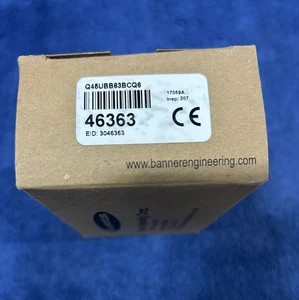 Q45UBB63BCQ6
17059A
Insp: 207
46363
CE
EID: 3046363
www.bannerengineering.com